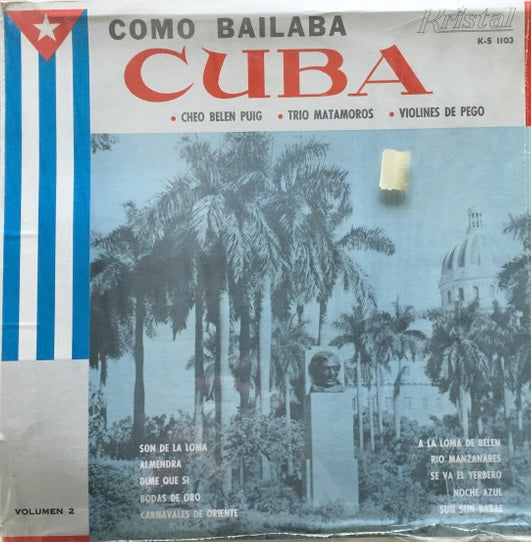 COMO BAILABA
Kristal
K-S 1103
CUBA
• CHEO BELEN PUIG • TRIO MATAMOROS • VIOLINES DE PEGO
SON DE LA LOMA
ALMENDRA
DIME QUE SI
BODAS DE ORO
CARNAVALES DE ORIENTE
A LA LOMA DE BELEN
RIO MANZANARES
SE VA EL YERBERO
NOCHE AZUL
SUN SUN BABAE
VOLUMEN 2